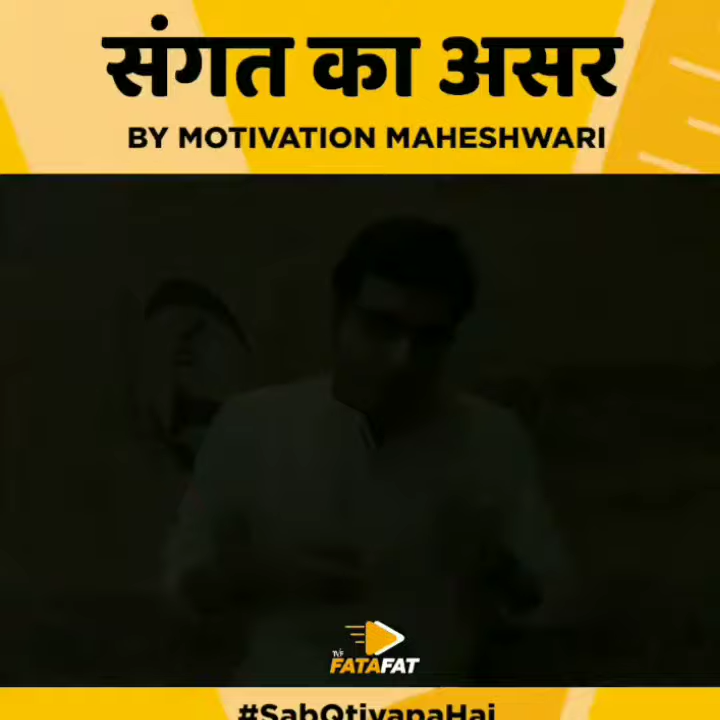 संगत का असर
BY MOTIVATION MAHESHWARI
TVF
FATAFAT
#SabQtiyapaHai